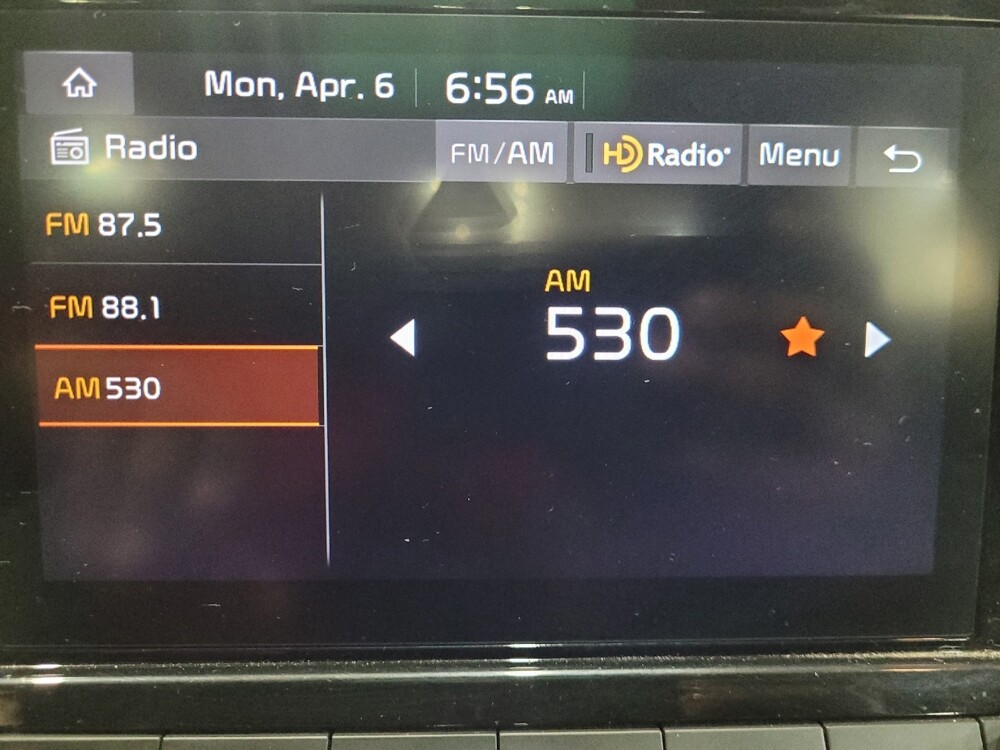 Mon, Apr. 6 6:56 AM
Radio FM/AM HD Radio® Menu
FM 87.5
FM 88.1
AM 530
AM
530